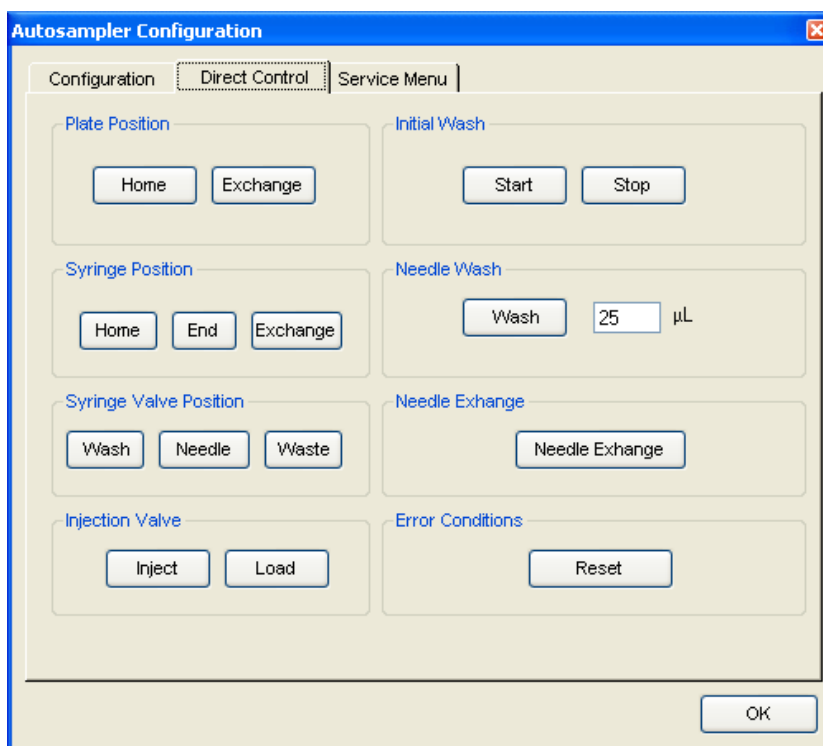 Autosampler Configuration
Configuration Direct Control Service Menu
Plate Position
Home Exchange
Initial Wash
Start Stop
Syringe Position
Home End Exchange
Needle Wash
Wash 25 µL
Syringe Valve Position
Wash Needle Waste
Needle Exhange
Needle Exhange
Injection Valve
Inject Load
Error Conditions
Reset
OK